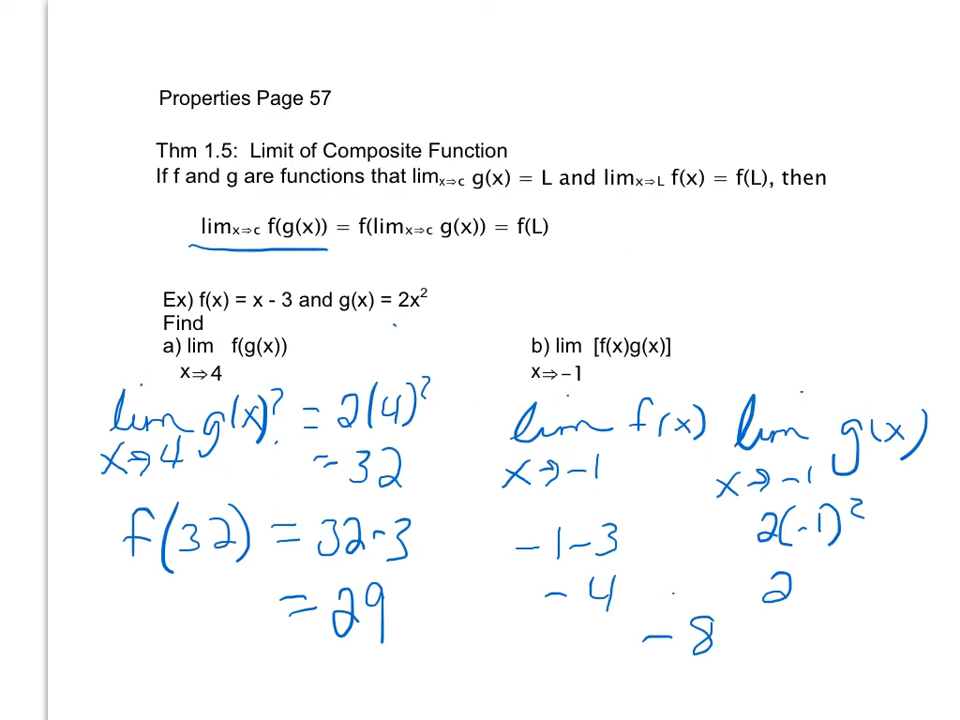 Properties Page 57
Thm 1.5: Limit of Composite Function
If f and g are functions that limx⇒c g(x) = L and limx⇒L f(x) = f(L), then
limx⇒c f(g(x)) = f(limx⇒c g(x)) = f(L)
Ex) f(x) = x - 3 and g(x) = 2x²
Find
a) lim f(g(x))
x⇒4
lim g(x)? = 2(4)²
x→4
= 32
f(32) = 32-3
= 29
b) lim [f(x)g(x)]
x⇒-1
lim f(x) lim g(x)
x→-1 x→-1
-1-3 2(-1)²
-4 2
-8